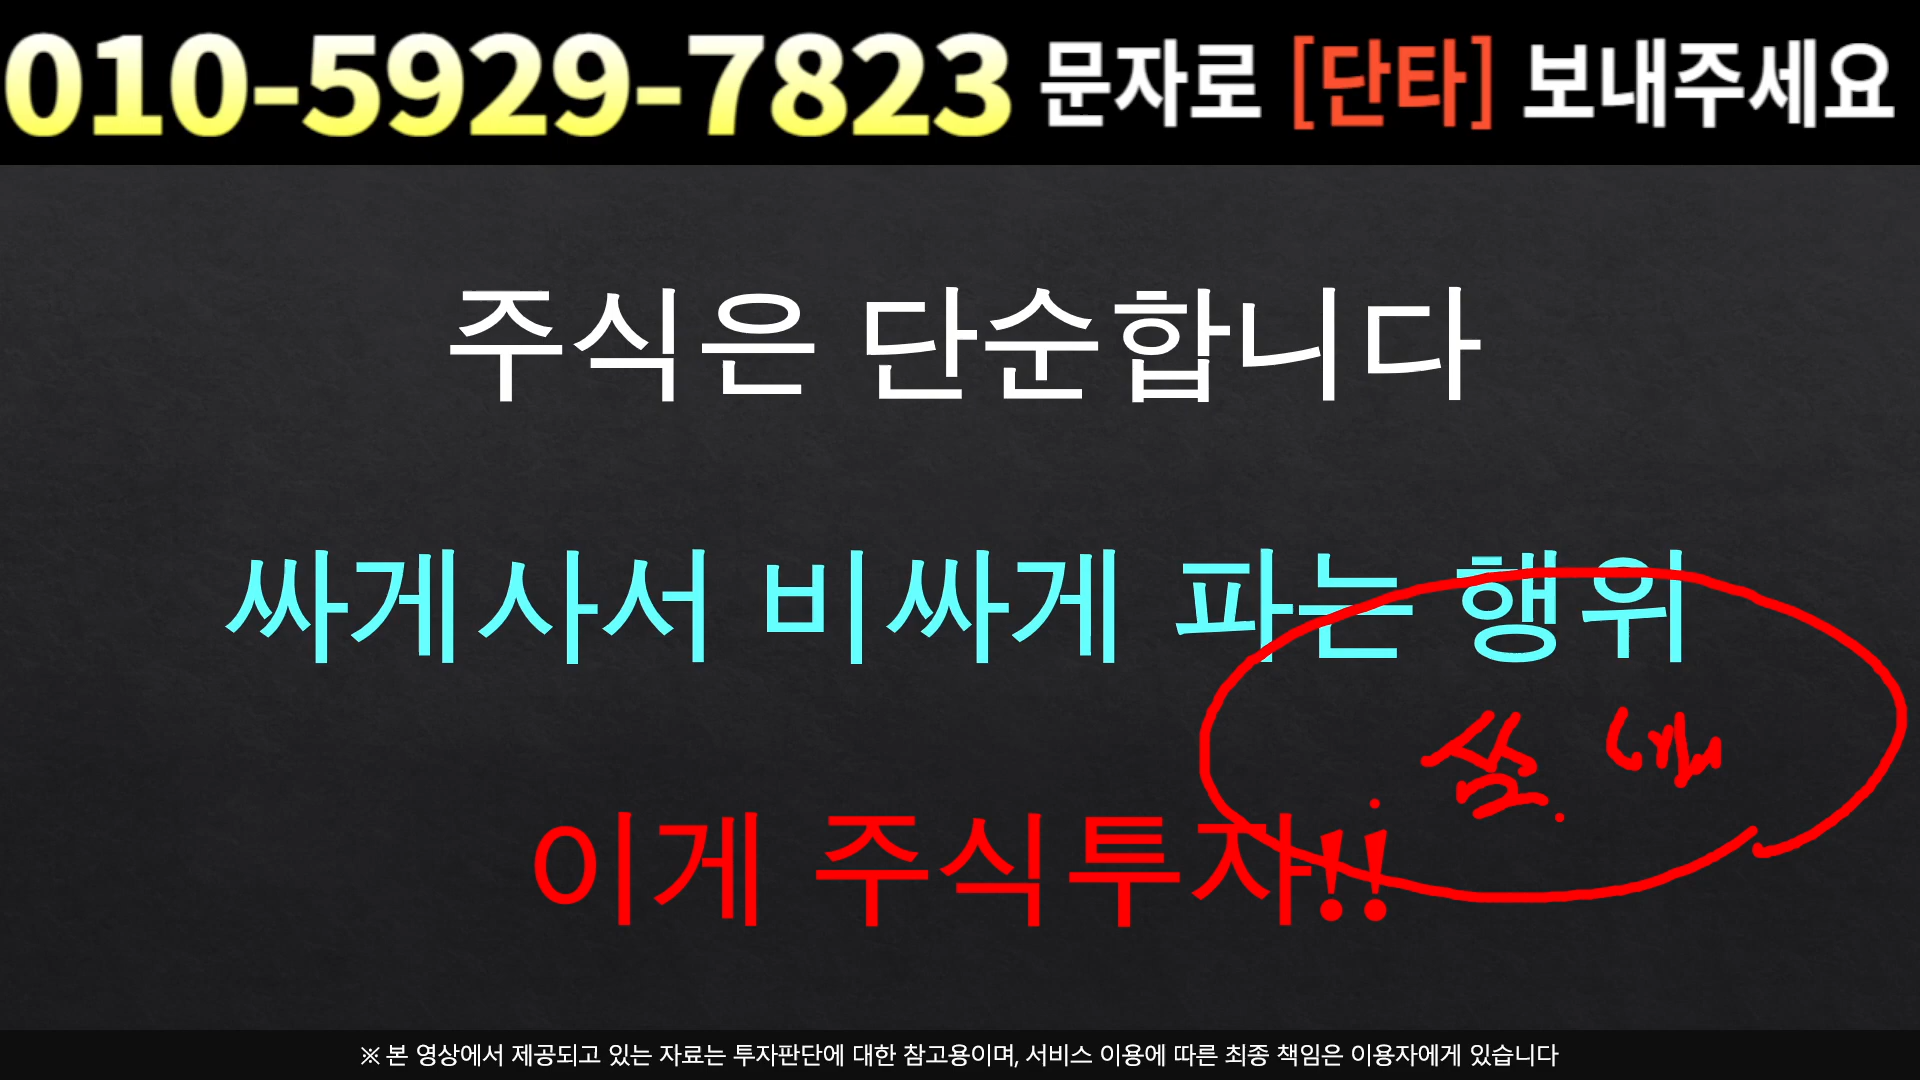 010-5929-7823 문자로 [단타] 보내주세요
주식은 단순합니다
싸게사서 비싸게 파는 행위
이게 주식투자!!
※ 본 영상에서 제공되고 있는 자료는 투자판단에 대한 참고용이며, 서비스 이용에 따른 최종 책임은 이용자에게 있습니다